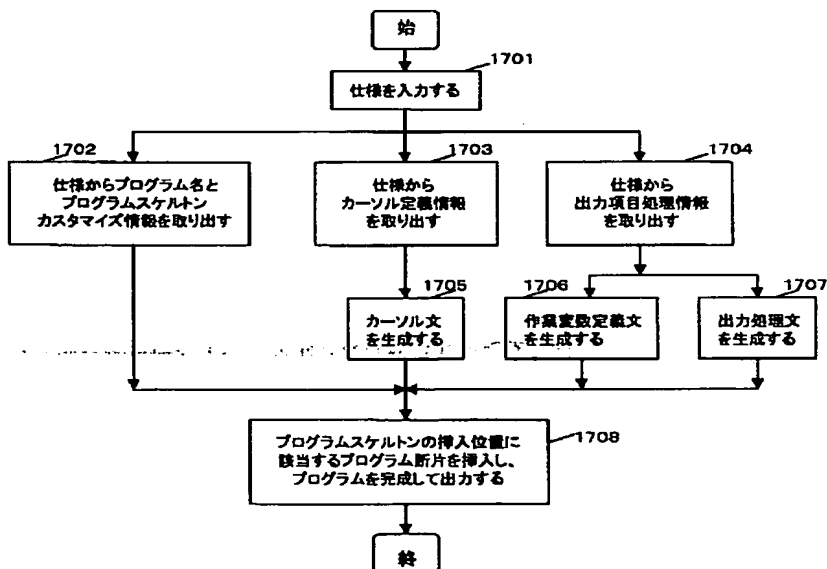 始
1701
仕様を入力する
1702
仕様からプログラム名と
プログラムスケルトン
カスタマイズ情報を取り出す
1703
仕様から
カーソル定義情報
を取り出す
1704
仕様から
出力項目処理情報
を取り出す
1705
カーソル文
を生成する
1706
作業変数定義文
を生成する
1707
出力処理文
を生成する
1708
プログラムスケルトンの挿入位置に
該当するプログラム断片を挿入し、
プログラムを完成して出力する
終